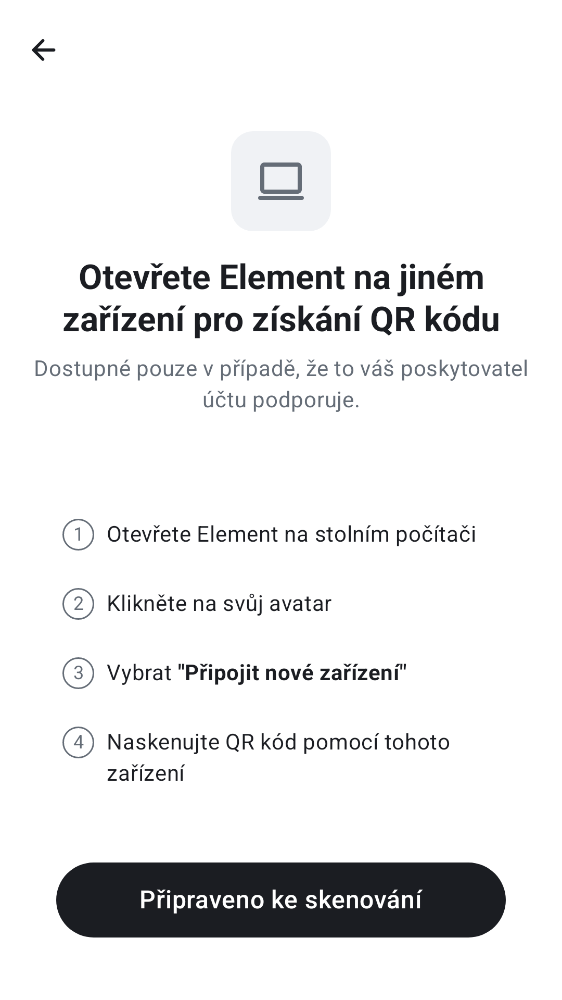 Otevřete Element na jiném
zařízení pro získání QR kódu
Dostupné pouze v případě, že to váš poskytovatel
účtu podporuje.
1 Otevřete Element na stolním počítači
2 Klikněte na svůj avatar
3 Vybrat "Připojit nové zařízení"
4 Naskenujte QR kód pomocí tohoto
zařízení
Připraveno ke skenování